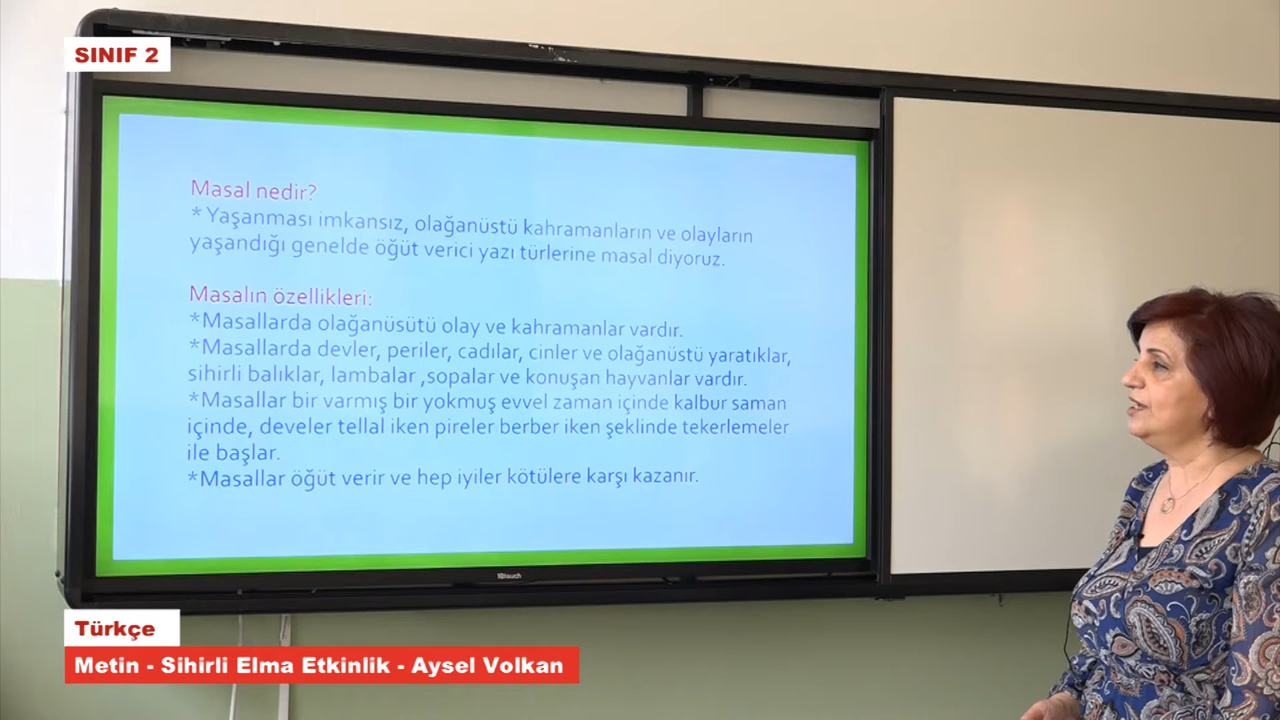 SINIF 2
Masal nedir?
* Yaşanması imkansız, olağanüstü kahramanların ve olayların
yaşandığı genelde öğüt verici yazı türlerine masal diyoruz.
Masalın özellikleri:
*Masallarda olağanüsütü olay ve kahramanlar vardır.
*Masallarda devler, periler, cadılar, cinler ve olağanüstü yaratıklar,
sihirli balıklar, lambalar ,sopalar ve konuşan hayvanlar vardır.
*Masallar bir varmış bir yokmuş evvel zaman içinde kalbur saman
içinde, develer tellal iken pireler berber iken şeklinde tekerlemeler
ile başlar.
*Masallar öğüt verir ve hep iyiler kötülere karşı kazanır.
Türkçe
Metin - Sihirli Elma Etkinlik - Aysel Volkan